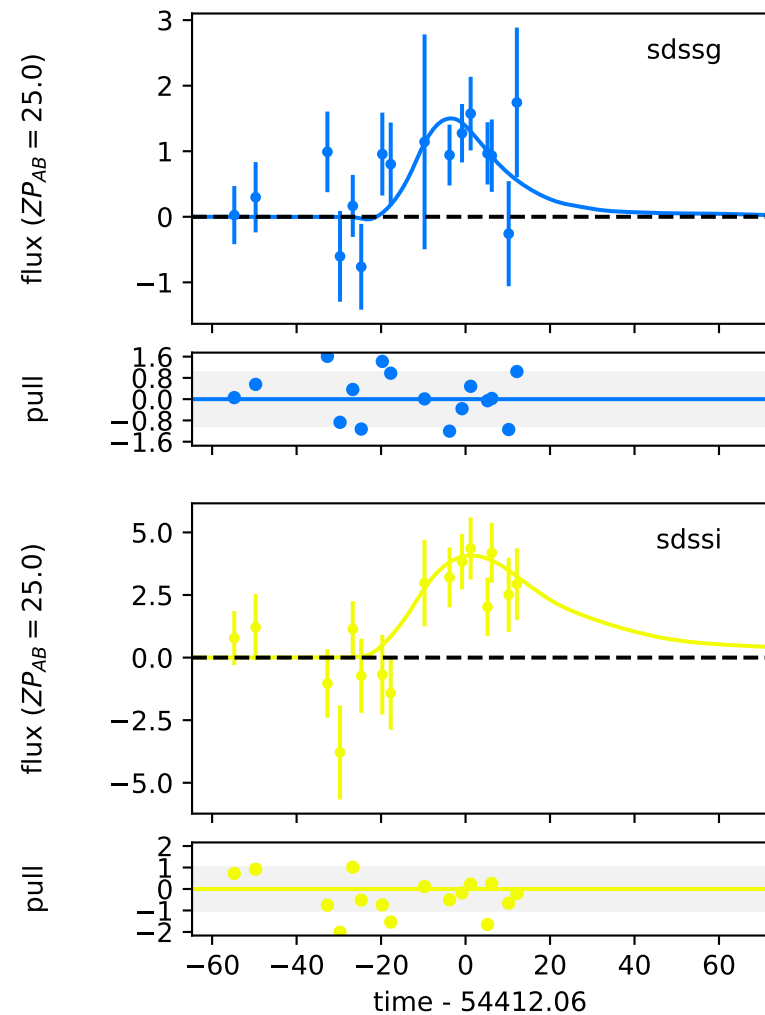 3
sdssg
2
1
0
−1
flux (ZP_AB = 25.0)
1.6
0.8
0.0
−0.8
−1.6
pull
5.0
sdssi
2.5
0.0
−2.5
−5.0
flux (ZP_AB = 25.0)
2
1
0
−1
−2
pull
−60 −40 −20 0 20 40 60
time - 54412.06